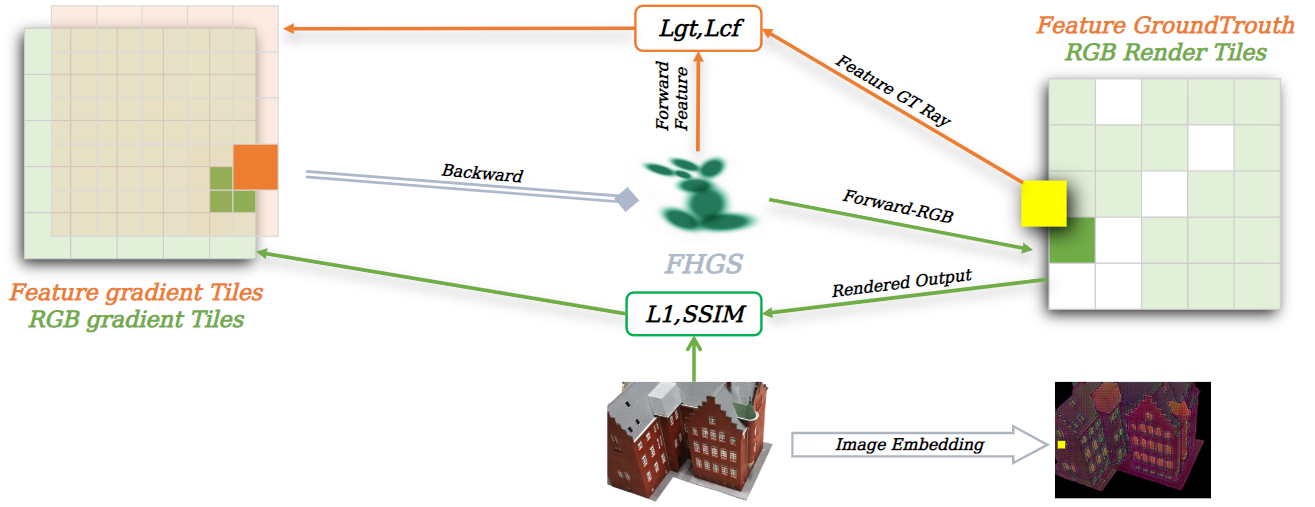 Lgt,Lcf
Feature GroundTrouth
RGB Render Tiles
Forward
Feature
Feature GT Ray
Backward
Forward-RGB
FHGS
Feature gradient Tiles
RGB gradient Tiles
Rendered Output
L1,SSIM
Image Embedding